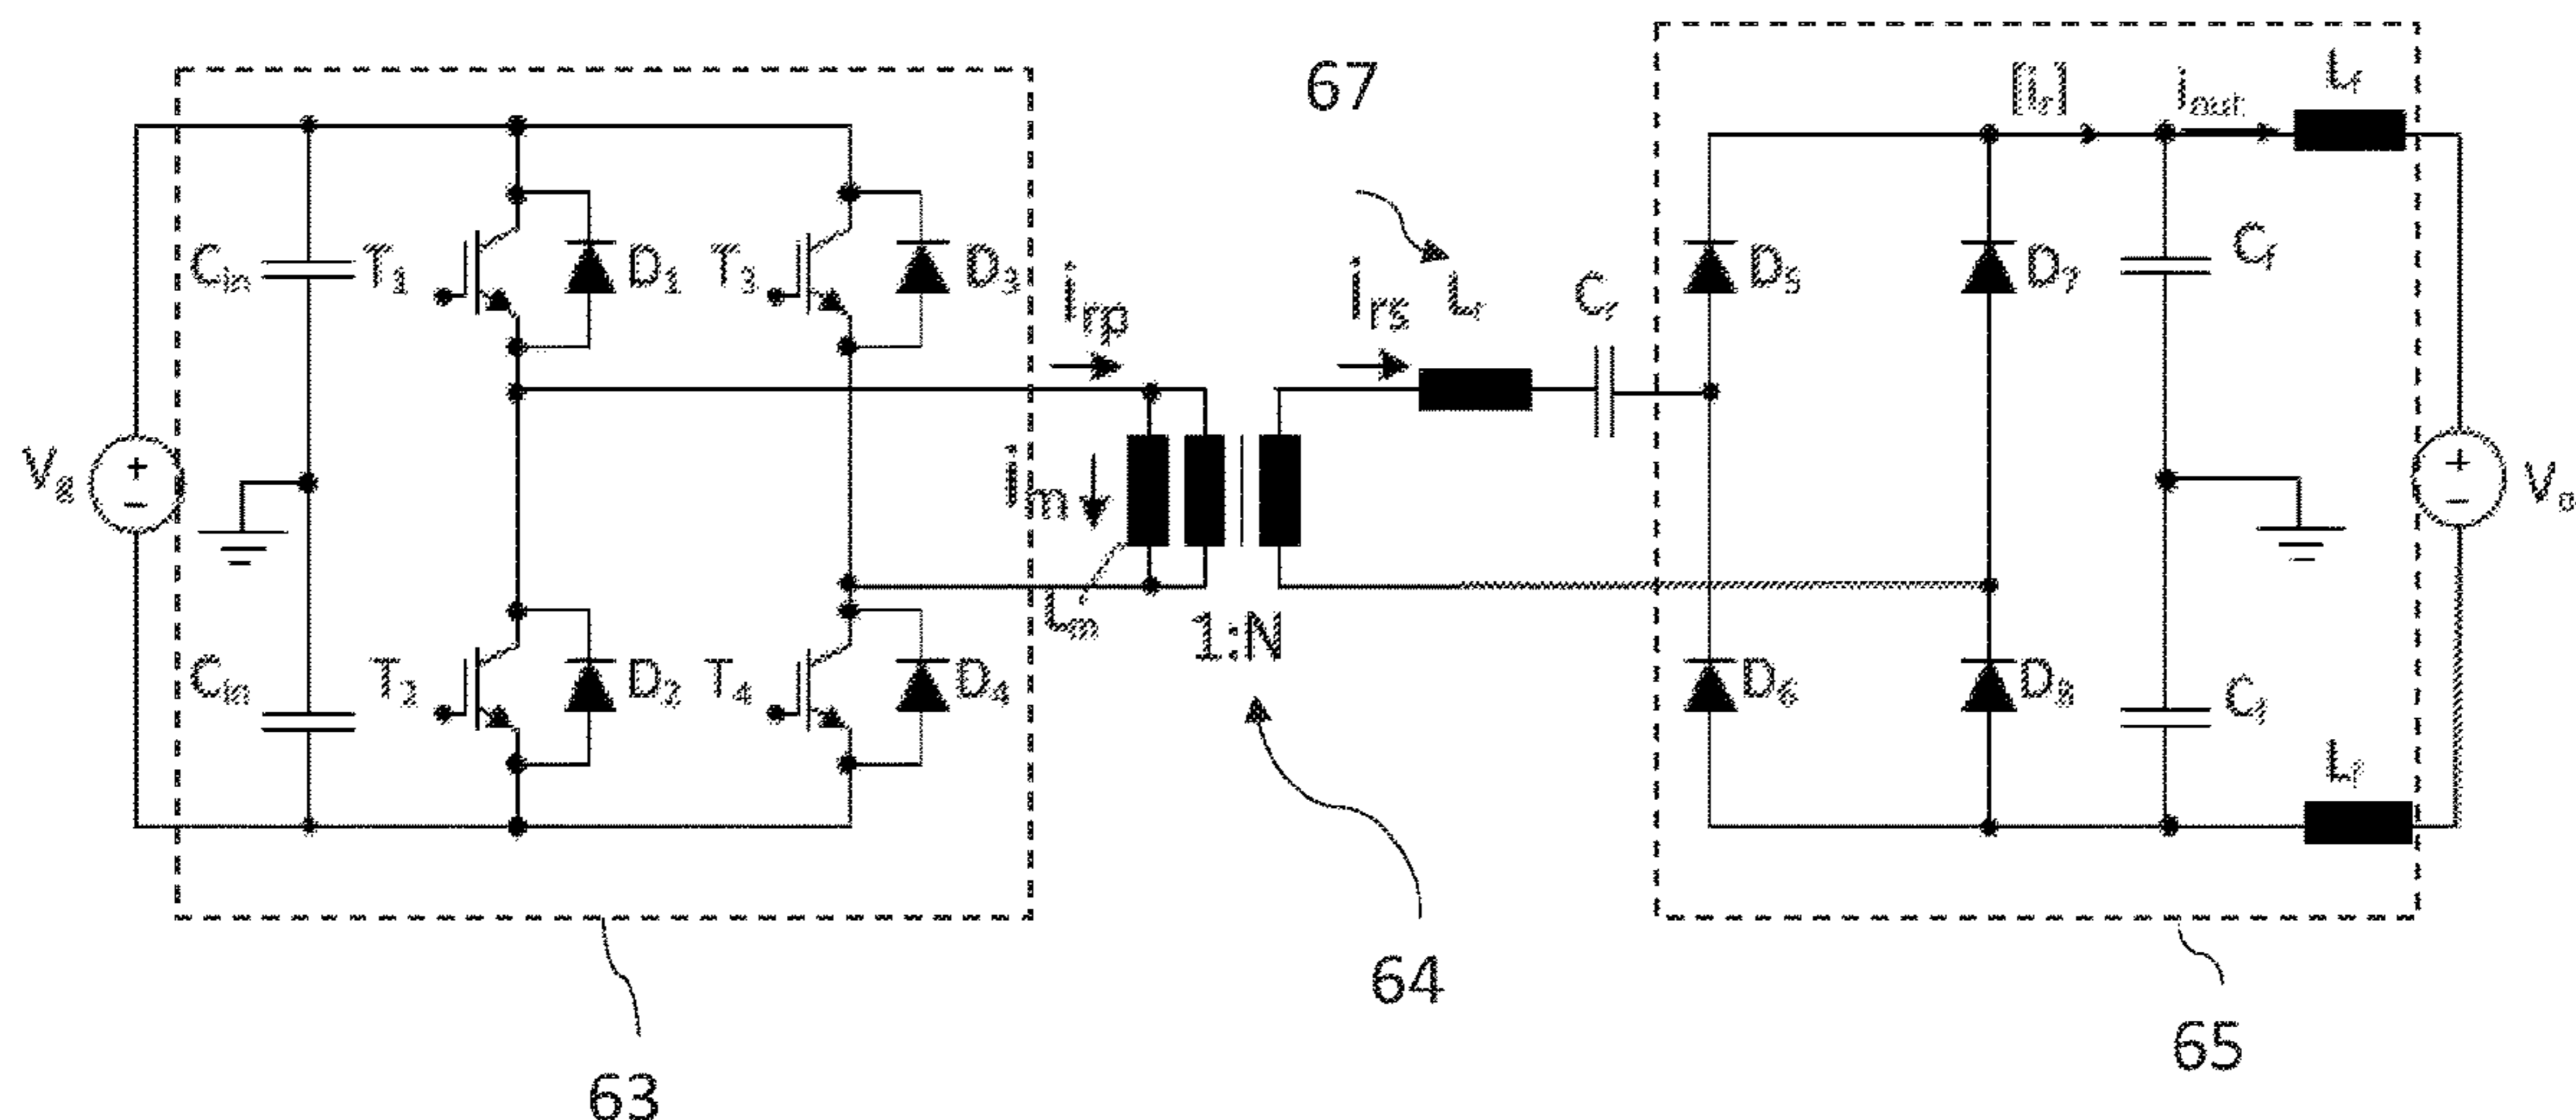 67
[i_r]
i_out
L_f
C_in
T_1
D_1
T_3
D_3
i_rp
i_rs
L_r
C_r
D_5
D_7
C_f
V_g
+
−
i_m
+
−
V_o
L_m
1:N
C_in
T_2
D_2
T_4
D_4
D_6
D_8
C_f
L_f
64
65
63